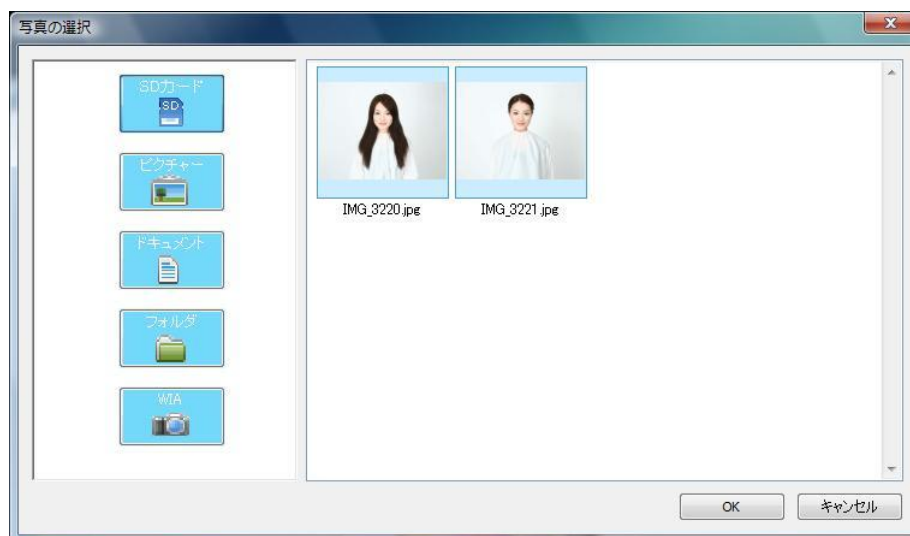 写真の選択
SDカード
SD
ピクチャー
ドキュメント
フォルダ
WIA
IMG_3220.jpg
IMG_3221.jpg
OK
キャンセル